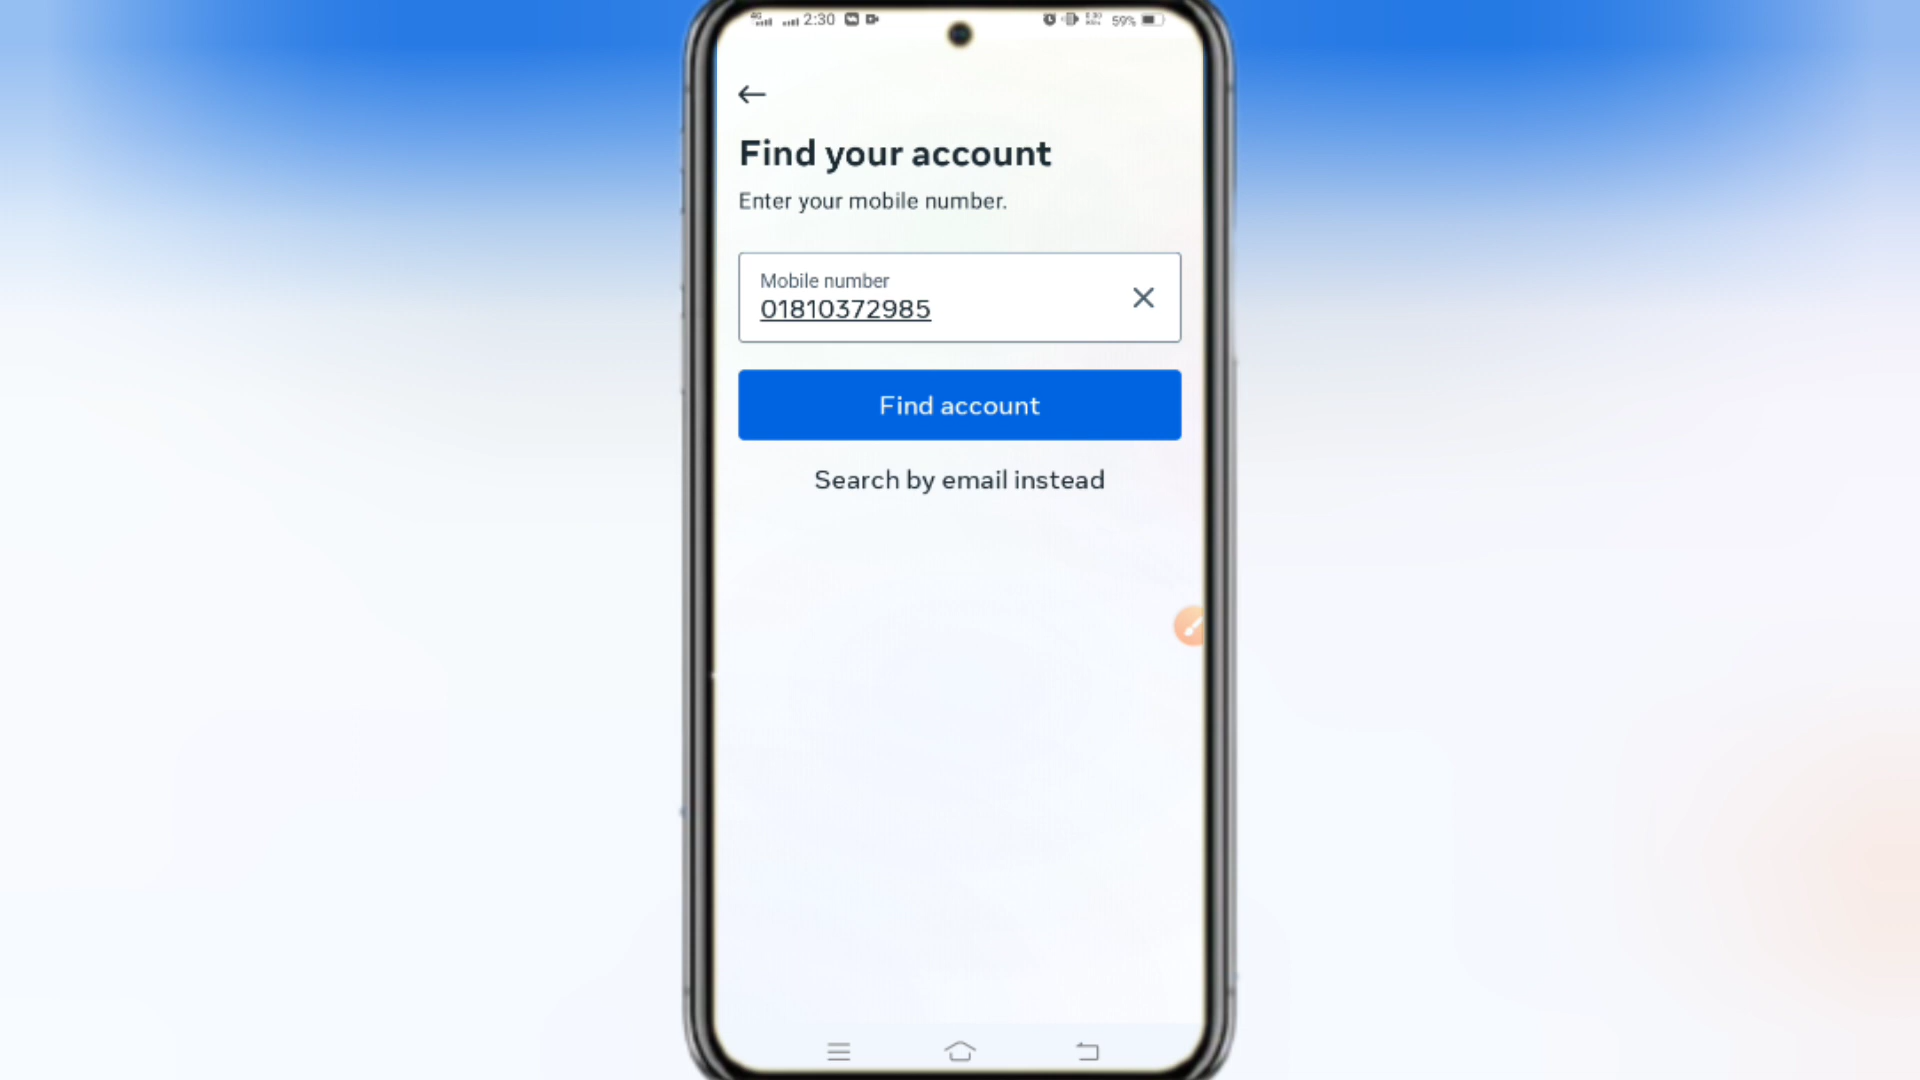 4G 2:30 59%
Find your account
Enter your mobile number.
Mobile number
01810372985
Find account
Search by email instead